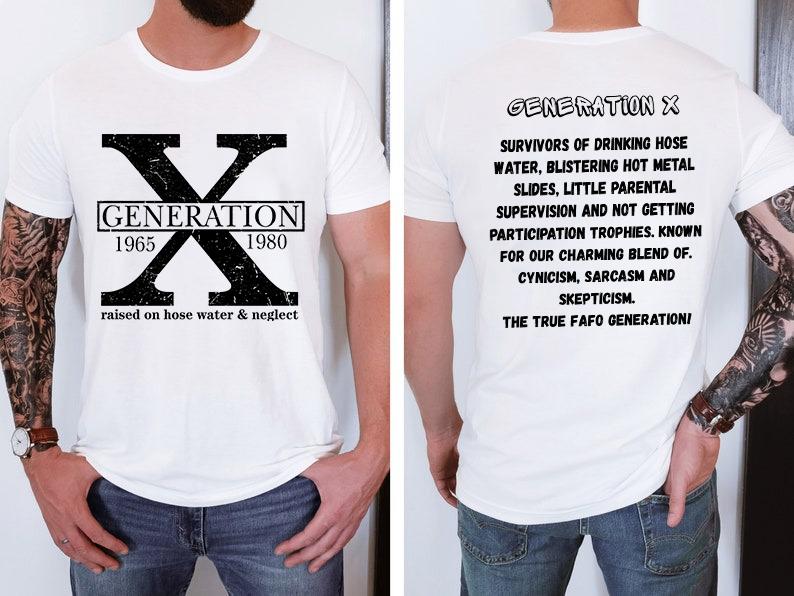 GENERATION
1965 1980
X
raised on hose water & neglect
GENERATION X
SURVIVORS OF DRINKING HOSE
WATER, BLISTERING HOT METAL
SLIDES, LITTLE PARENTAL
SUPERVISION AND NOT GETTING
PARTICIPATION TROPHIES. KNOWN
FOR OUR CHARMING BLEND OF.
CYNICISM, SARCASM AND
SKEPTICISM.
THE TRUE FAFO GENERATION!